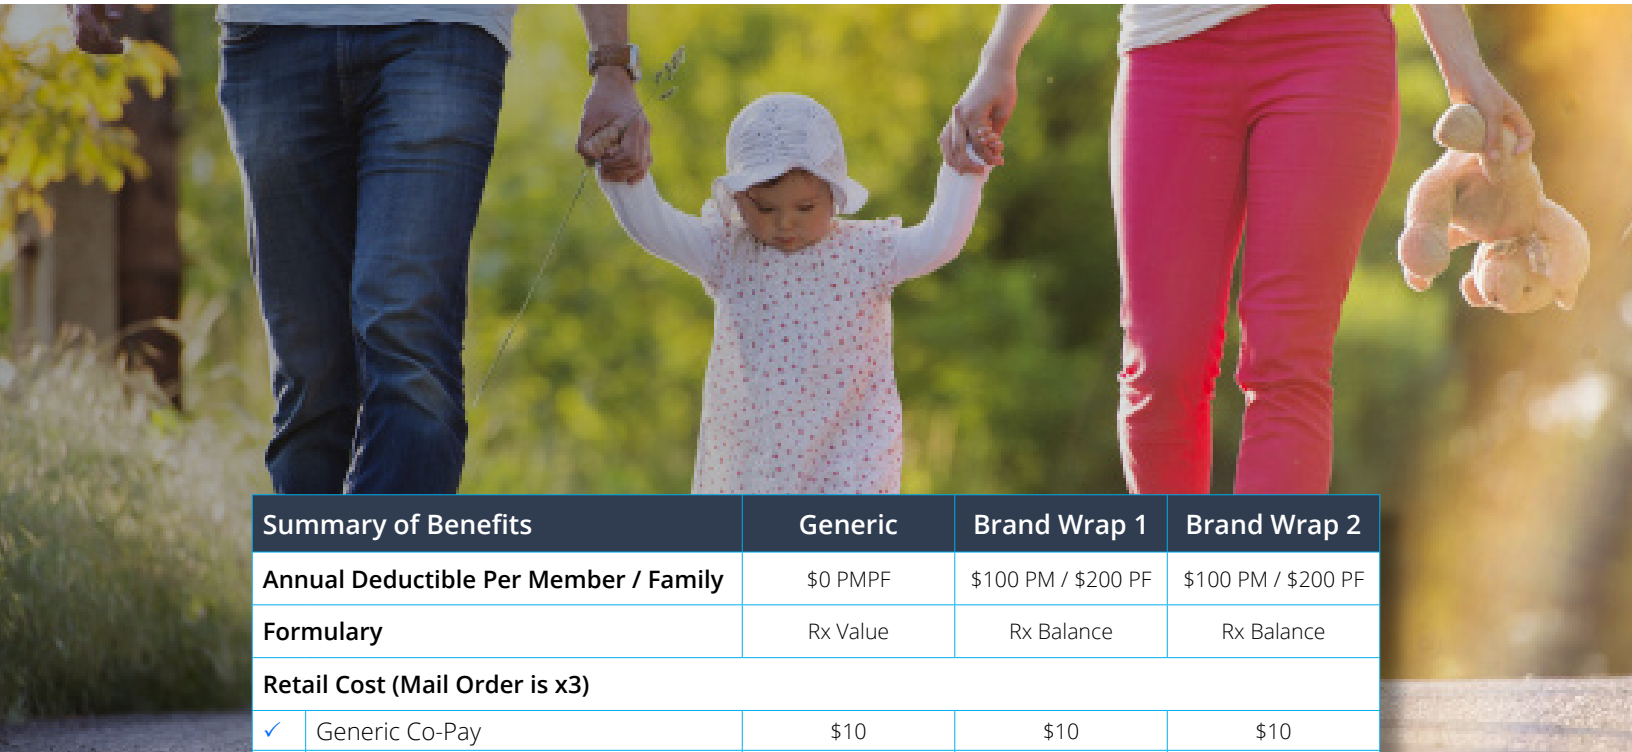 Summary of Benefits Generic Brand Wrap 1 Brand Wrap 2
Annual Deductible Per Member / Family $0 PMPF $100 PM / $200 PF $100 PM / $200 PF
Formulary Rx Value Rx Balance Rx Balance
Retail Cost (Mail Order is x3)
✓ Generic Co-Pay $10 $10 $10